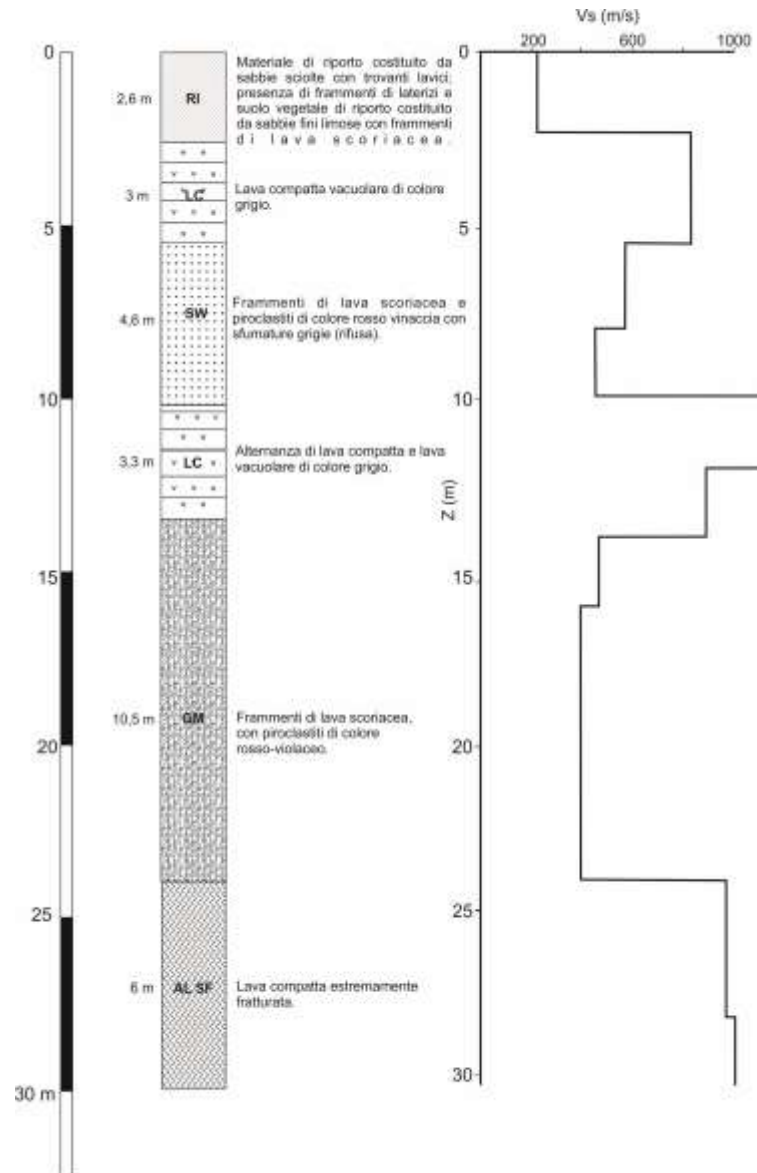 Vs (m/s)
200
600
1000
0
0
Materiale di riporto costituito da
sabbie sciolte con trovanti lavici;
presenza di frammenti di laterizi e
suolo vegetale di riporto costituito
da sabbie fini limose con frammenti
di lava scoriacea.
2,6 m
RI
3 m
LC
Lava compatta vacuolare di colore
grigio.
5
5
4,6 m
SW
Frammenti di lava scoriacea e
piroclastiti di colore rosso vinaccia con
sfumature grigie (rifusa).
10
10
3,3 m
LC
Alternanza di lava compatta e lava
vacuolare di colore grigio.
Z (m)
15
15
10,5 m
GM
Frammenti di lava scoriacea,
con piroclastiti di colore
rosso-violaceo.
20
20
25
25
6 m
AL SF
Lava compatta estremamente
fratturata.
30 m
30